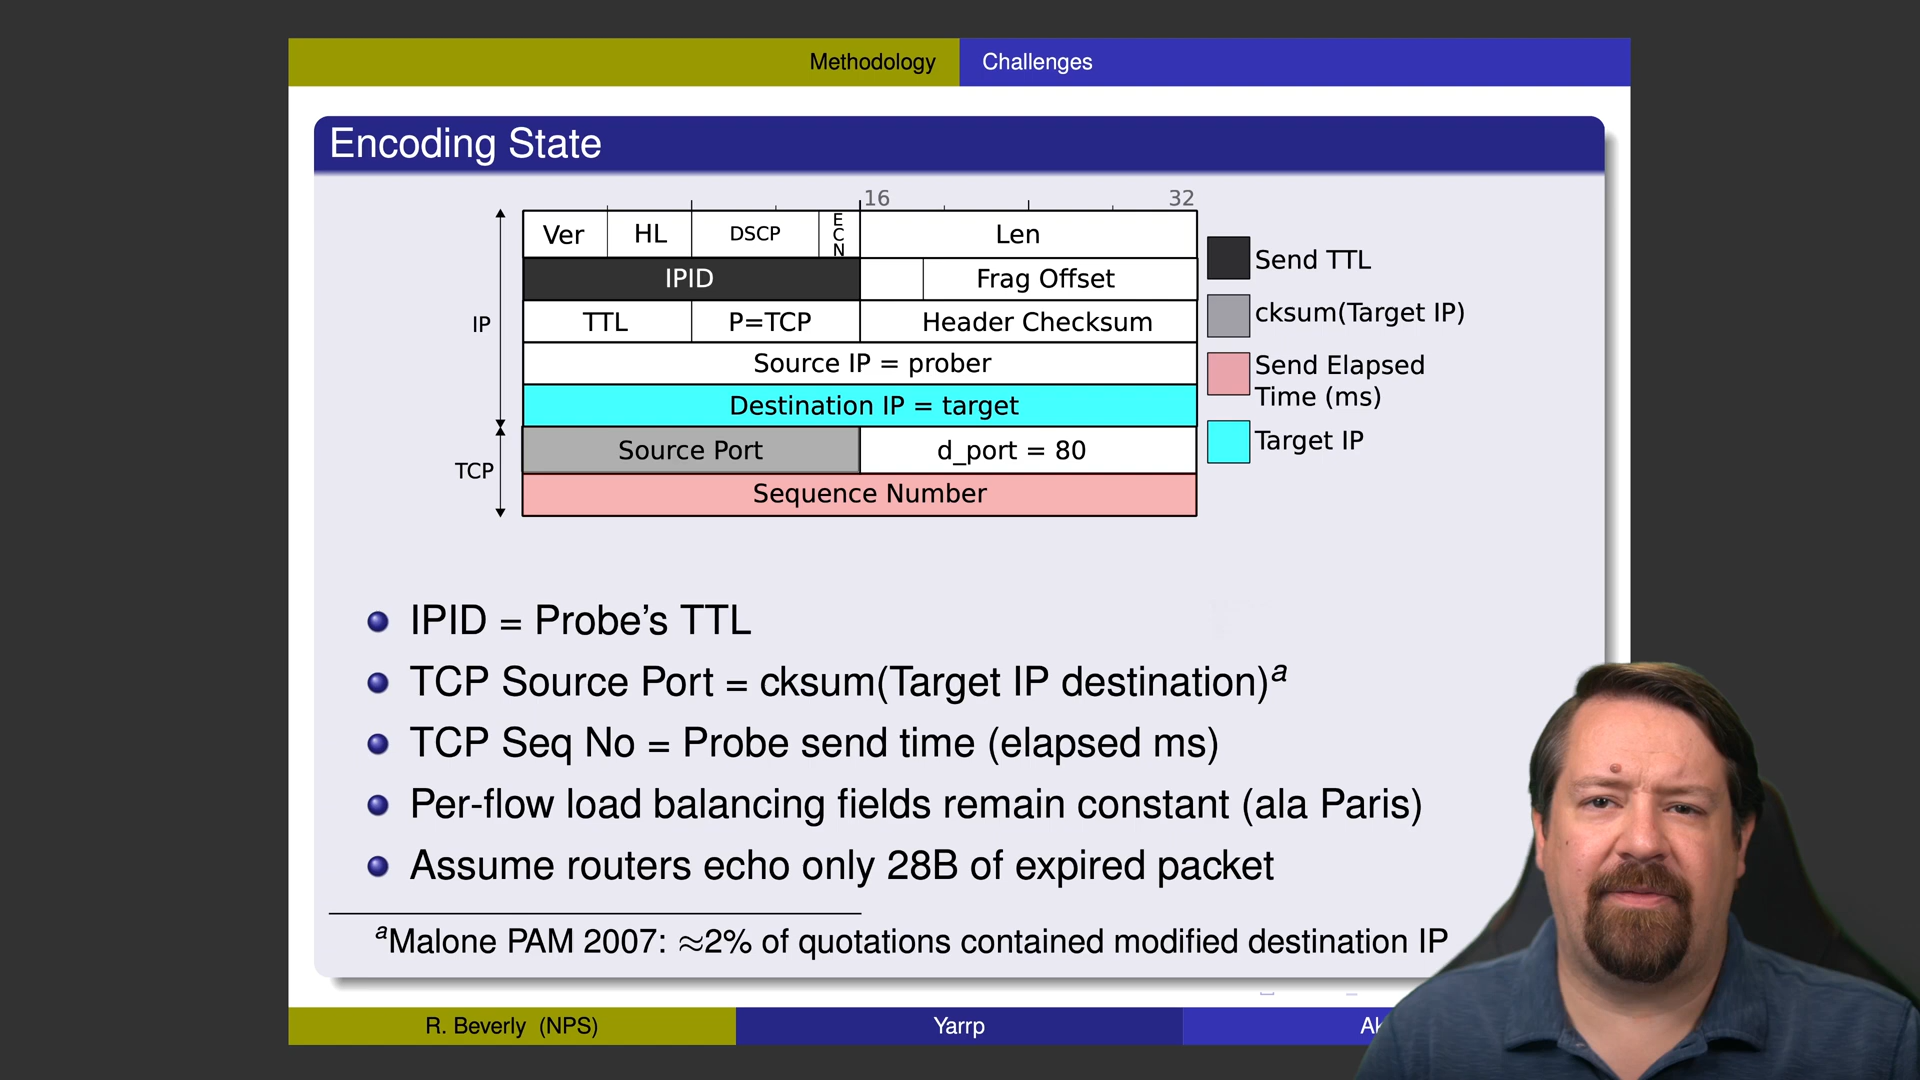 Methodology
Challenges
Encoding State
16
32
Ver
HL
DSCP
ECN
Len
IPID
Frag Offset
TTL
P=TCP
Header Checksum
Source IP = prober
Destination IP = target
Source Port
d_port = 80
Sequence Number
IP
TCP
Send TTL
cksum(Target IP)
Send Elapsed
Time (ms)
Target IP
IPID = Probe's TTL
TCP Source Port = cksum(Target IP destination)a
TCP Seq No = Probe send time (elapsed ms)
Per-flow load balancing fields remain constant (ala Paris)
Assume routers echo only 28B of expired packet
aMalone PAM 2007: ≈2% of quotations contained modified destination IP
R. Beverly (NPS)
Yarrp